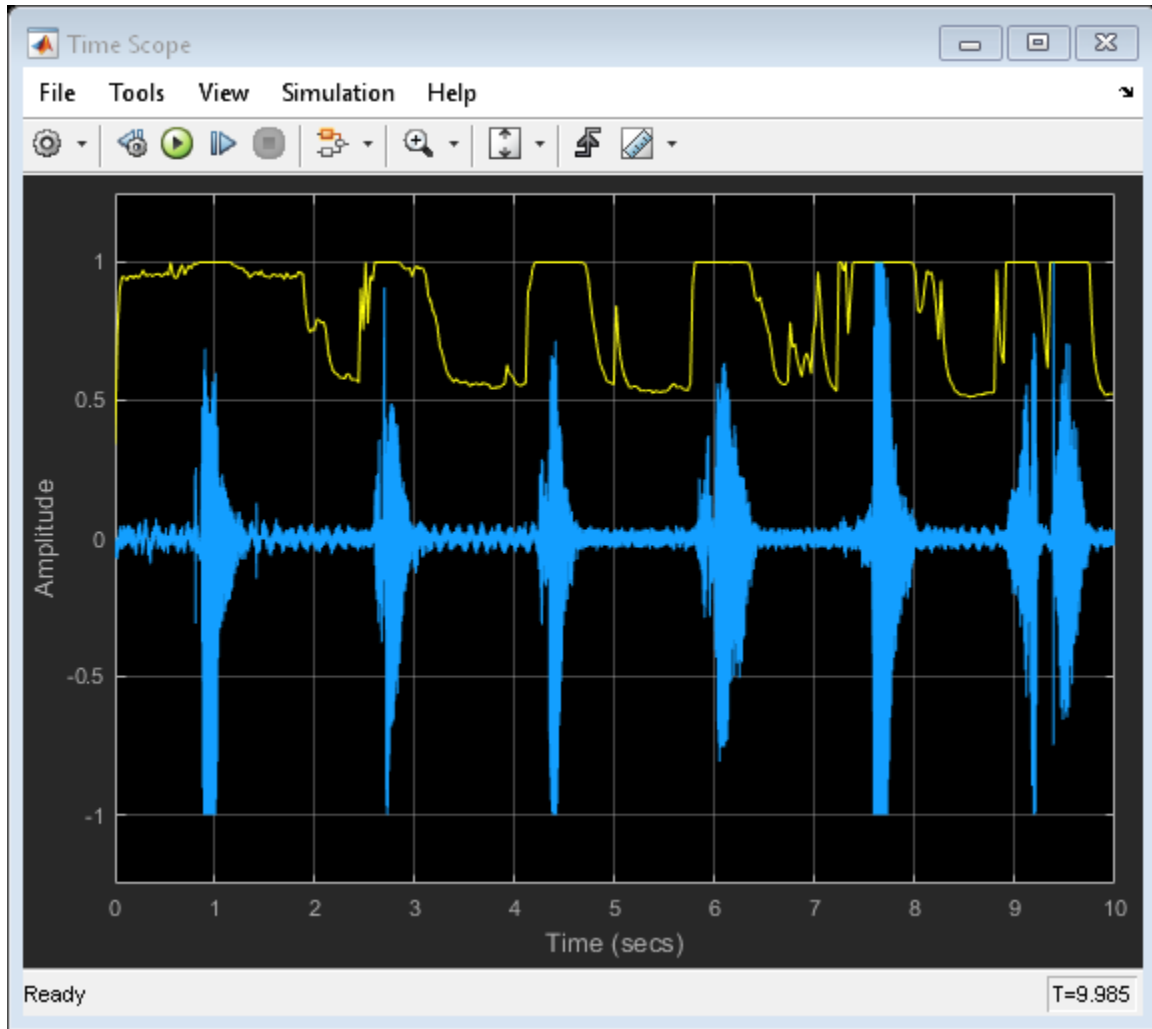 Time Scope
File Tools View Simulation Help
1
0.5
0
-0.5
-1
Amplitude
0 1 2 3 4 5 6 7 8 9 10
Time (secs)
Ready T=9.985